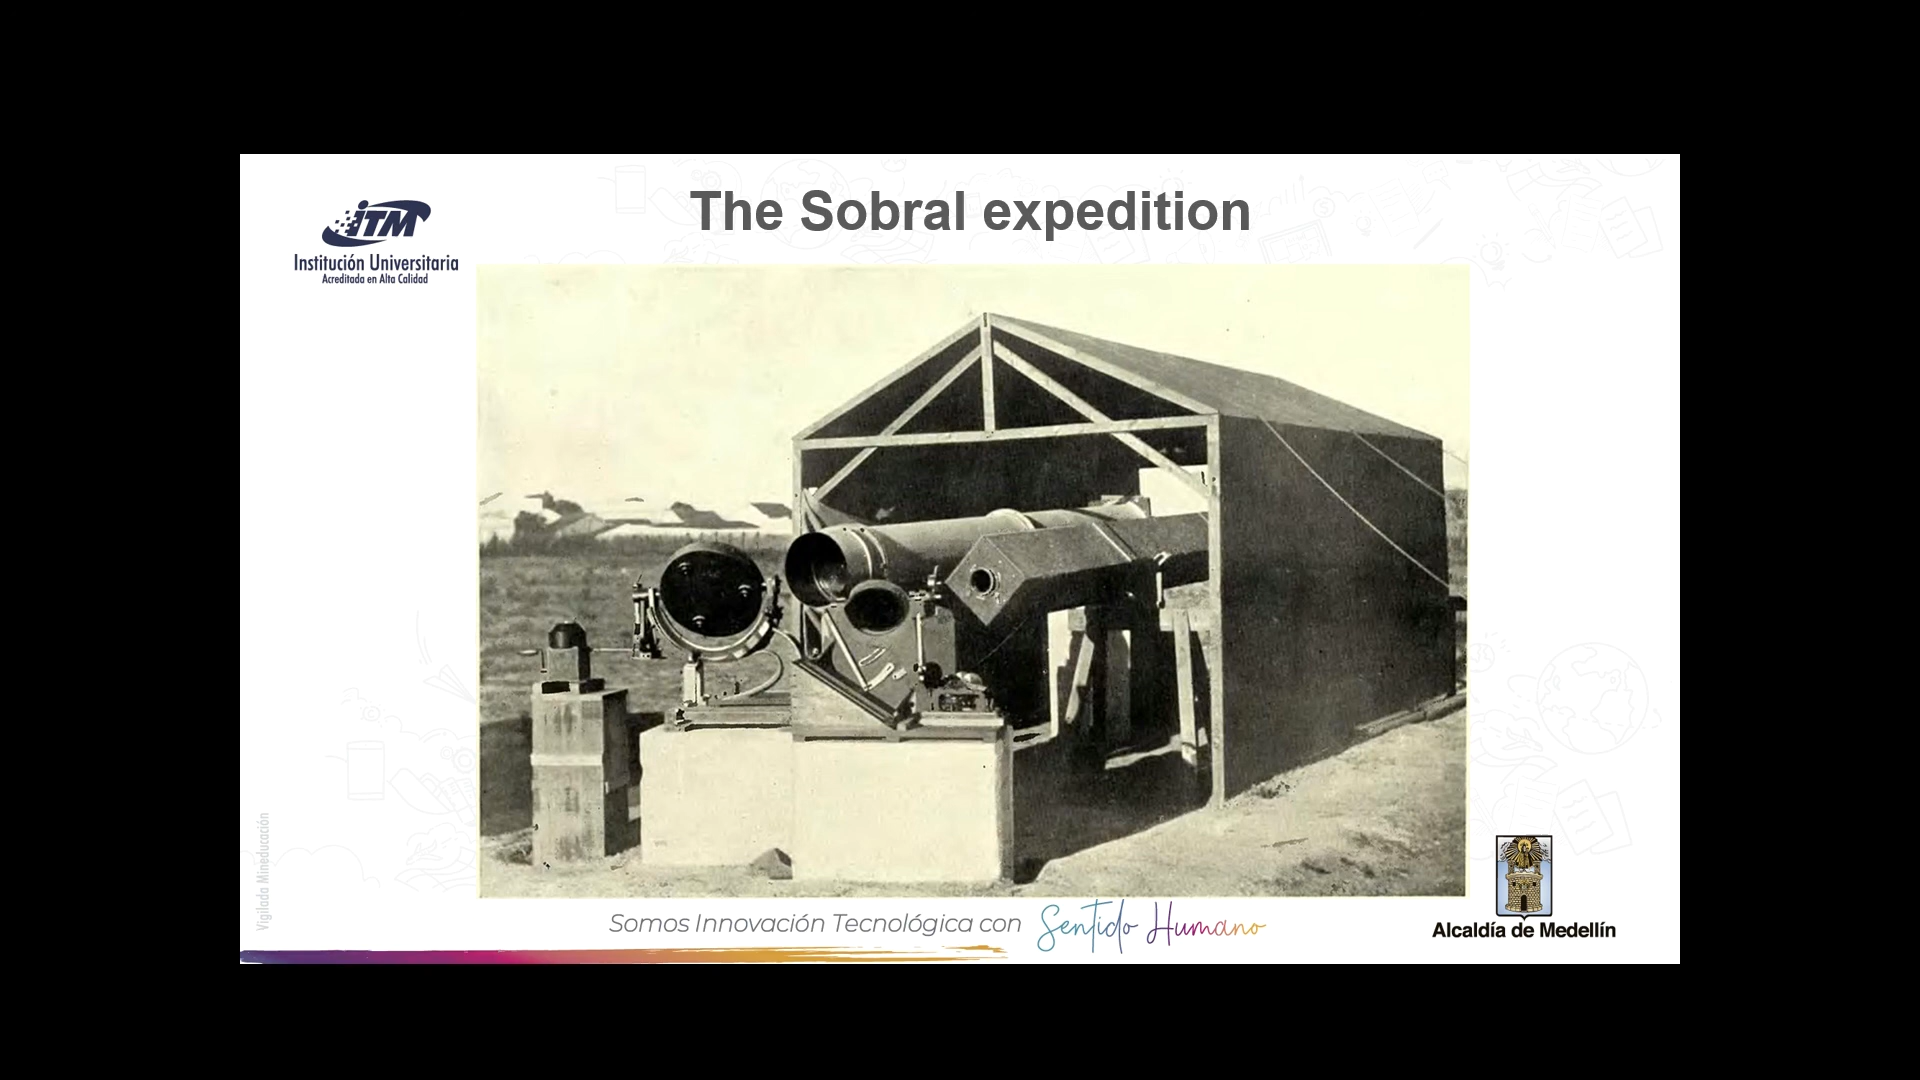 The Sobral expedition
iTM
Institución Universitaria
Acreditada en Alta Calidad
Vigilada Mineducación
Somos Innovación Tecnológica con Sentido Humano
Alcaldía de Medellín